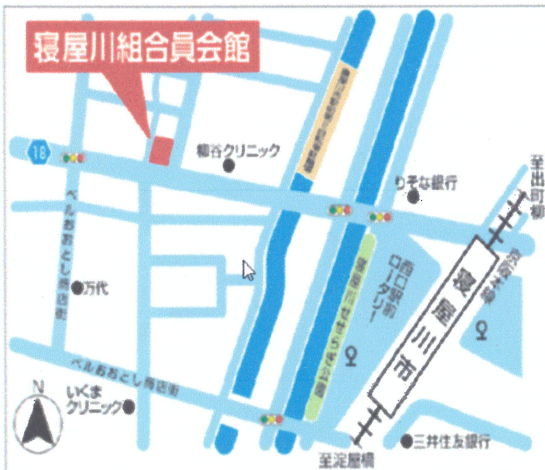 寝屋川組合員会館
18
柳谷クリニック
りそな銀行
至出町柳
西口駅前
ロータリー
寝屋川市
京阪本線
寝屋川せせらぎ公園
ベルおおとし商店街
万代
ベルおおとし商店街
N
いくま
クリニック
三井住友銀行
至淀屋橋